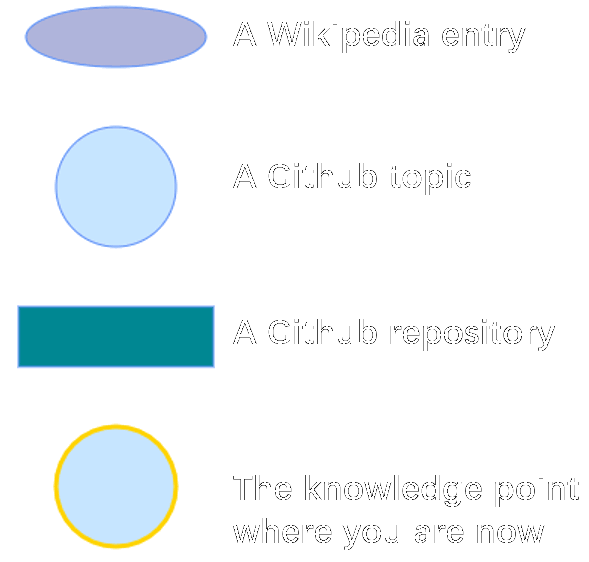 A Wikipedia entry
A Github topic
A Github repository
The knowledge point
where you are now